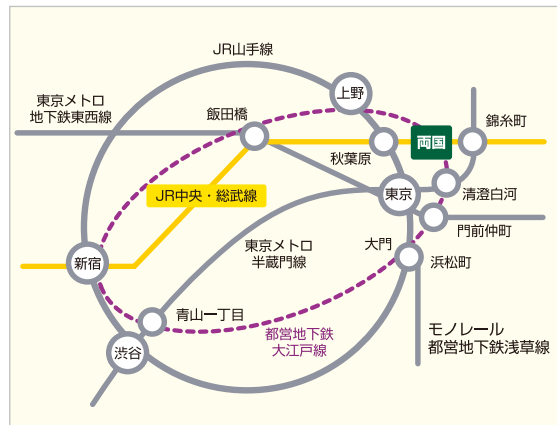 JR山手線
上野
東京メトロ
地下鉄東西線
飯田橋
錦糸町
両国
秋葉原
JR中央・総武線
東京
清澄白河
門前仲町
新宿
東京メトロ
半蔵門線
大門
浜松町
青山一丁目
都営地下鉄
大江戸線
モノレール
都営地下鉄浅草線
渋谷